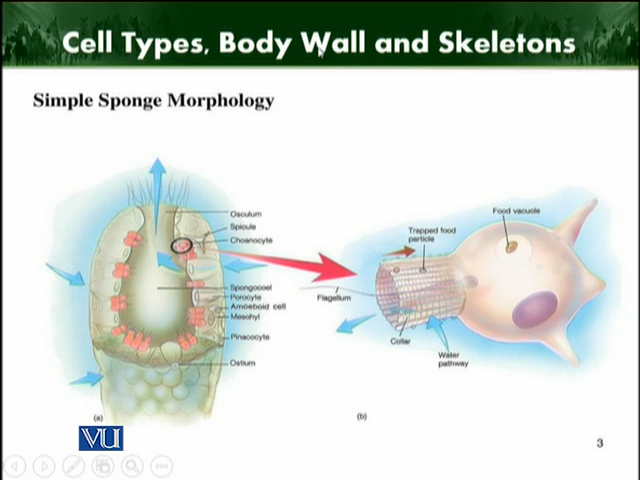 Cell Types, Body Wall and Skeletons
Simple Sponge Morphology
Osculum
Spicule
Choanocyte
Spongocoel
Porocyte
Amoeboid cell
Mesohyl
Pinacocyte
Ostium
(a)
Food vacuole
Trapped food
particle
Flagellum
Collar
Water
pathway
(b)
VU
3